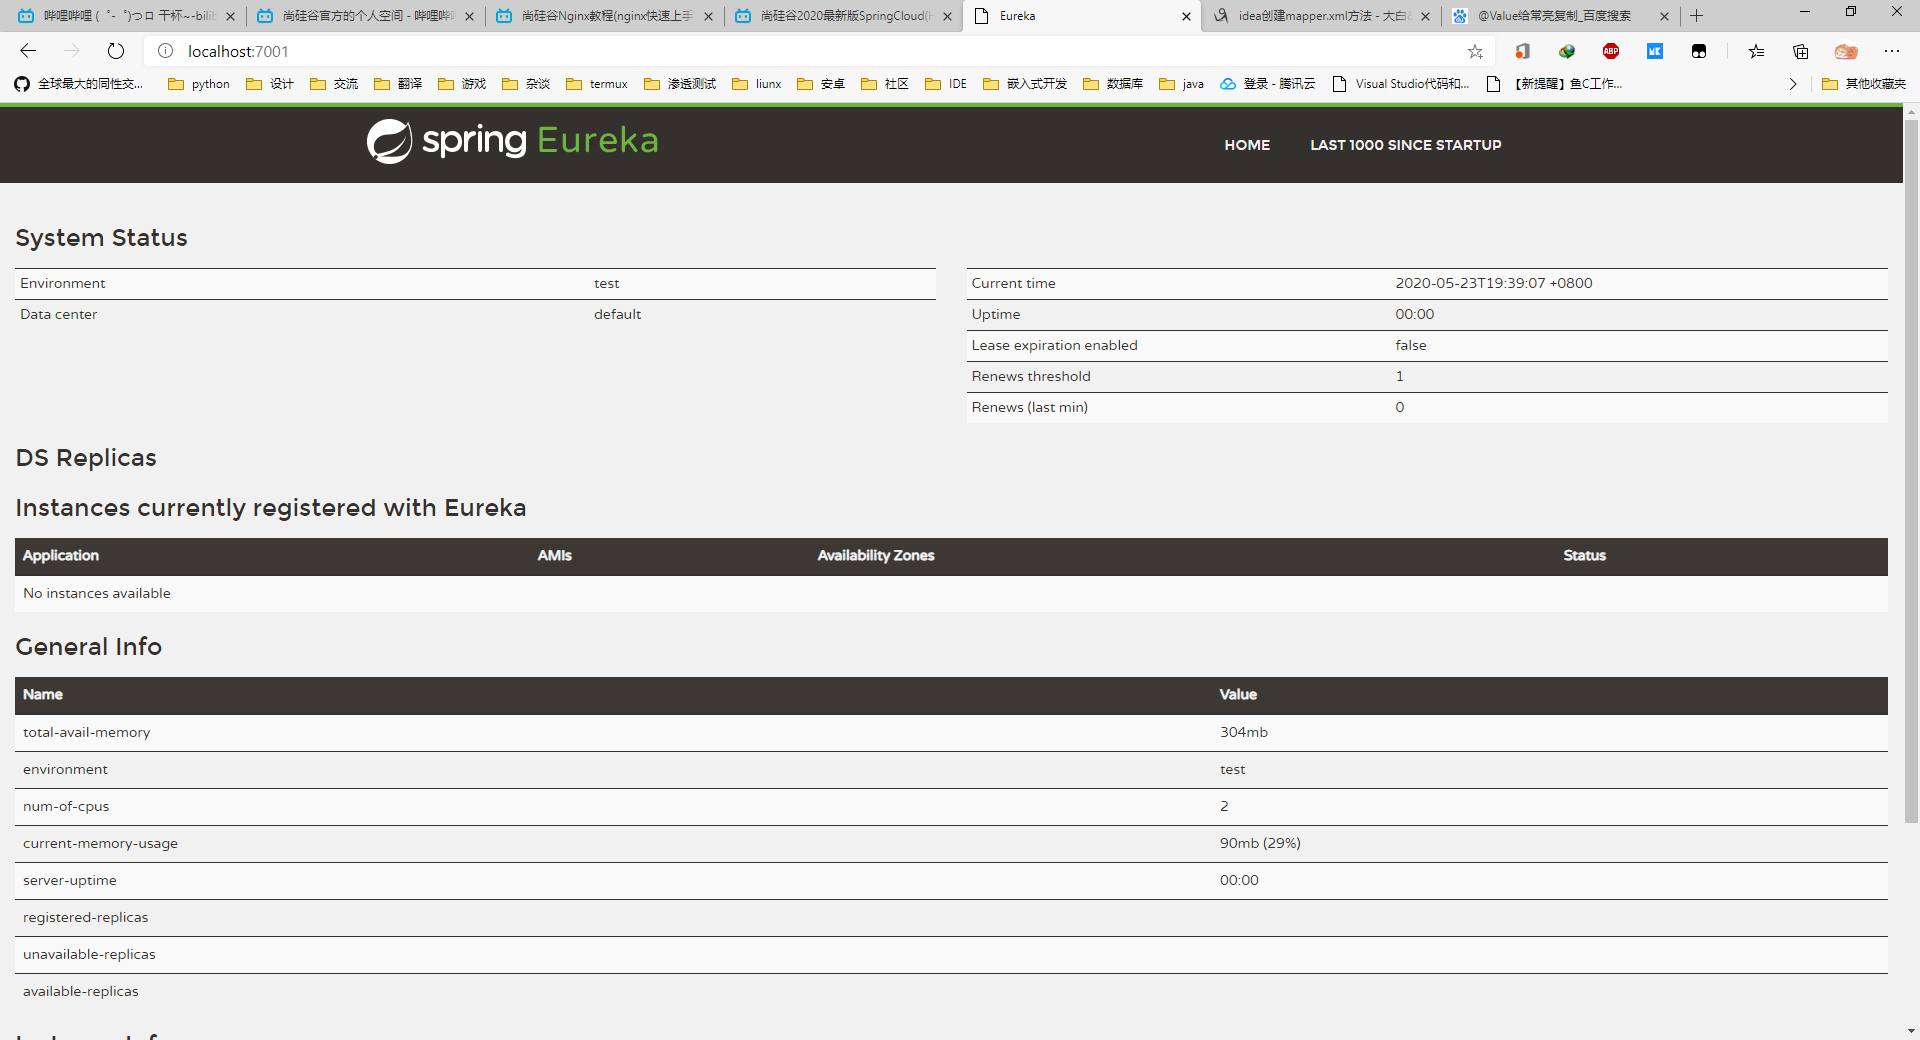 哔哩哔哩 (゜-゜)つロ 干杯~-bilib
尚硅谷官方的个人空间 - 哔哩哔哩
尚硅谷Nginx教程(nginx快速上手
尚硅谷2020最新版SpringCloud(H
Eureka
idea创建mapper.xml方法 - 大白
@Value给常亮复制_百度搜索
localhost:7001
全球最大的同性交...
python
设计
交流
翻译
游戏
杂谈
termux
渗透测试
liunx
安卓
社区
IDE
嵌入式开发
数据库
java
登录 - 腾讯云
Visual Studio代码和...
【新提醒】鱼C工作...
其他收藏夹
spring Eureka
HOME
LAST 1000 SINCE STARTUP
System Status
Environment test
Data center default
Current time 2020-05-23T19:39:07 +0800
Uptime 00:00
Lease expiration enabled false
Renews threshold 1
Renews (last min) 0
DS Replicas
Instances currently registered with Eureka
Application AMIs Availability Zones Status
No instances available
General Info
Name Value
total-avail-memory 304mb
environment test
num-of-cpus 2
current-memory-usage 90mb (29%)
server-uptime 00:00
registered-replicas
unavailable-replicas
available-replicas